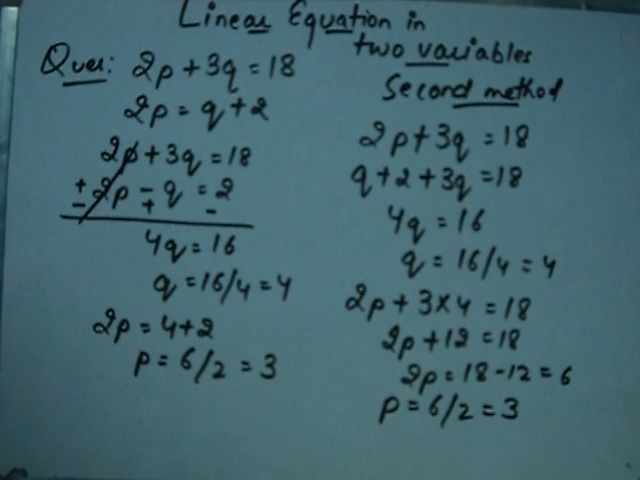 Linear Equation in
two variables
Ques: 2p + 3q = 18
2p = q + 2
2p + 3q = 18
+ 2p - q = 2
- + -
4q = 16
q = 16/4 = 4
2p = 4 + 2
p = 6/2 = 3
Second method
2p + 3q = 18
q + 2 + 3q = 18
4q = 16
q = 16/4 = 4
2p + 3 × 4 = 18
2p + 12 = 18
2p = 18 - 12 = 6
p = 6/2 = 3